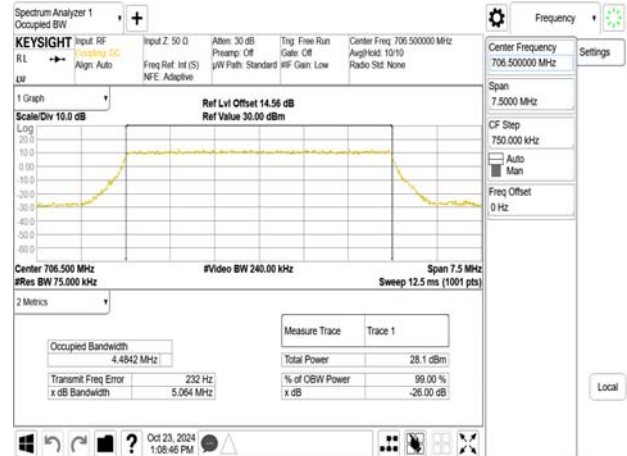 Spectrum Analyzer 1
Occupied BW
Frequency
KEYSIGHT
Input: RF
Input Z: 50 Ω
Atten: 30 dB
Trig: Free Run
Center Freq: 706.500000 MHz
RL
Coupling: DC
Preamp: Off
Gate: Off
Avg|Hold: 10/10
Align: Auto
Freq Ref: Int (S)
µW Path: Standard
#IF Gain: Low
Radio Std: None
NFE: Adaptive
LXI
Center Frequency
706.500000 MHz
Settings
Span
7.5000 MHz
CF Step
750.000 kHz
Auto
Man
Freq Offset
0 Hz
Local
1 Graph
Ref Lvl Offset 14.56 dB
Scale/Div 10.0 dB
Ref Value 30.00 dBm
Log
20.0
10.0
0.00
-10.0
-20.0
-30.0
-40.0
-50.0
-60.0
Center 706.500 MHz
#Video BW 240.00 kHz
Span 7.5 MHz
#Res BW 75.000 kHz
Sweep 12.5 ms (1001 pts)
2 Metrics
Measure Trace
Trace 1
Occupied Bandwidth
4.4842 MHz
Total Power
28.1 dBm
Transmit Freq Error
232 Hz
% of OBW Power
99.00 %
x dB Bandwidth
5.064 MHz
x dB
-26.00 dB
Oct 23, 2024
1:08:46 PM